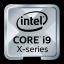 intel
CORE i9
X-series